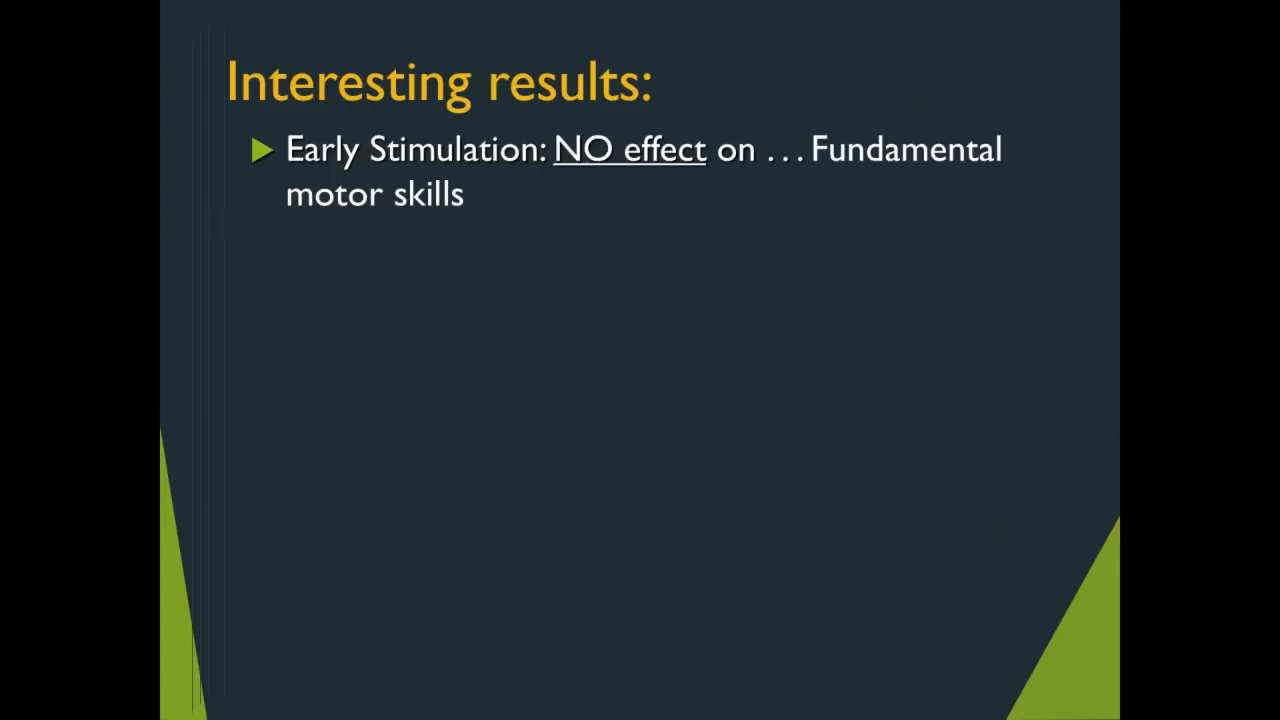 Interesting results:
Early Stimulation: NO effect on ... Fundamental
motor skills